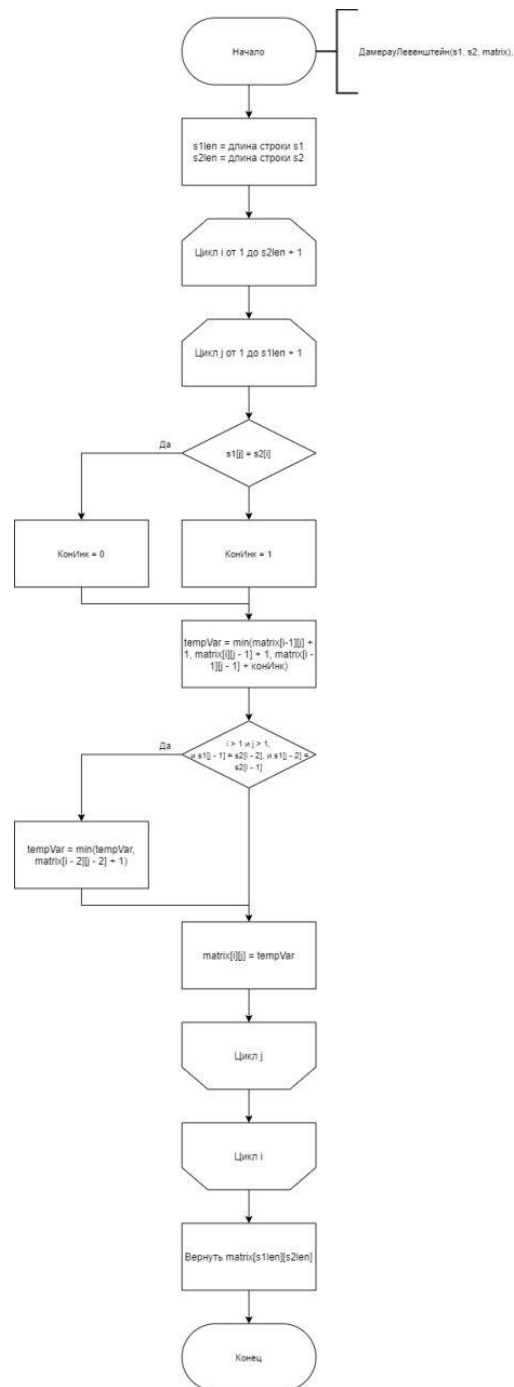 Начало
ДамерауЛевенштейн(s1, s2, matrix),
s1len = длина строки s1
s2len = длина строки s2
Цикл i от 1 до s2len + 1
Цикл j от 1 до s1len + 1
Да
s1[j] = s2[i]
КонИнк = 0
КонИнк = 1
tempVar = min(matrix[i-1][j] +
1, matrix[i][j - 1] + 1, matrix[i -
1][j - 1] + конИнк)
Да
i > 1 и j > 1,
и s1[j - 1] = s2[i - 2], и s1[j - 2] =
s2[i - 1]
tempVar = min(tempVar,
matrix[i - 2][j - 2] + 1)
matrix[i][j] = tempVar
Цикл j
Цикл i
Вернуть matrix[s1len][s2len]
Конец